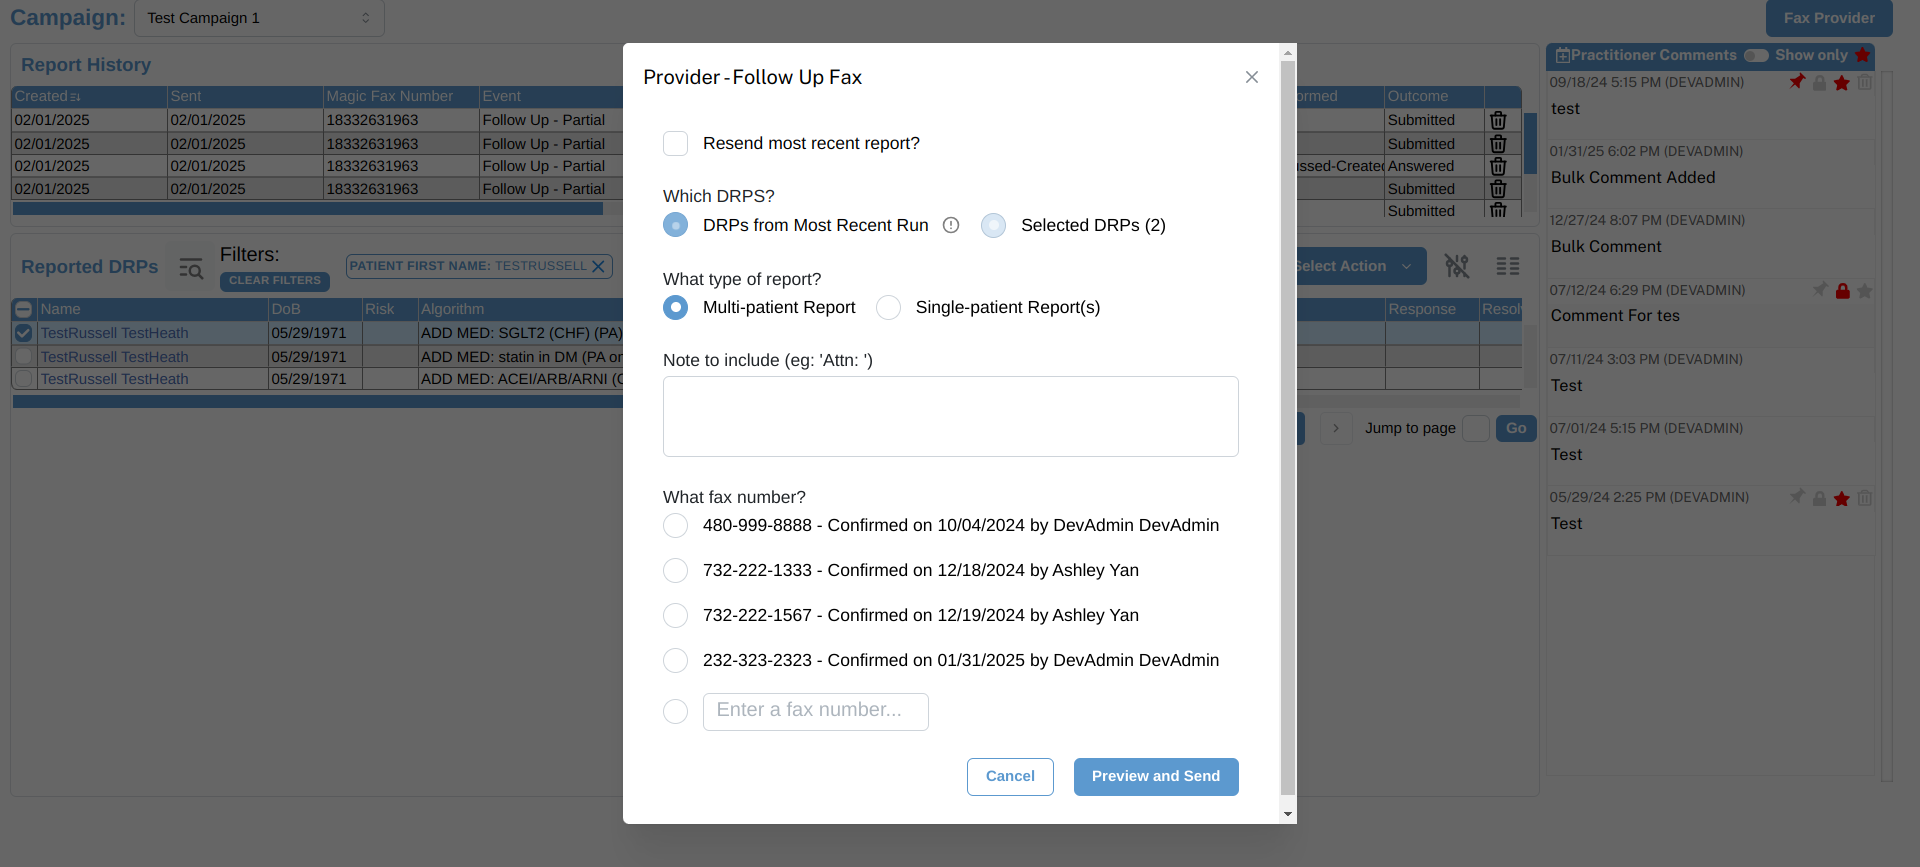 Campaign: Test Campaign 1
Fax Provider
Report History
Created Sent Magic Fax Number Event
02/01/2025 02/01/2025 18332631963 Follow Up - Partial
02/01/2025 02/01/2025 18332631963 Follow Up - Partial
02/01/2025 02/01/2025 18332631963 Follow Up - Partial
02/01/2025 02/01/2025 18332631963 Follow Up - Partial
ormed Outcome
Submitted
Submitted
ssed-Created Answered
Submitted
Submitted
Reported DRPs
Filters:
CLEAR FILTERS
PATIENT FIRST NAME: TESTRUSSELL
Select Action
Name DoB Risk Algorithm
TestRussell TestHeath 05/29/1971 ADD MED: SGLT2 (CHF) (PA)
TestRussell TestHeath 05/29/1971 ADD MED: statin in DM (PA or
TestRussell TestHeath 05/29/1971 ADD MED: ACEI/ARB/ARNI (
Response Resol
Jump to page Go
Provider - Follow Up Fax
Resend most recent report?
Which DRPS?
DRPs from Most Recent Run Selected DRPs (2)
What type of report?
Multi-patient Report Single-patient Report(s)
Note to include (eg: 'Attn: ')
What fax number?
480-999-8888 - Confirmed on 10/04/2024 by DevAdmin DevAdmin
732-222-1333 - Confirmed on 12/18/2024 by Ashley Yan
732-222-1567 - Confirmed on 12/19/2024 by Ashley Yan
232-323-2323 - Confirmed on 01/31/2025 by DevAdmin DevAdmin
Enter a fax number...
Cancel Preview and Send
Practitioner Comments Show only
09/18/24 5:15 PM (DEVADMIN)
test
01/31/25 6:02 PM (DEVADMIN)
Bulk Comment Added
12/27/24 8:07 PM (DEVADMIN)
Bulk Comment
07/12/24 6:29 PM (DEVADMIN)
Comment For tes
07/11/24 3:03 PM (DEVADMIN)
Test
07/01/24 5:15 PM (DEVADMIN)
Test
05/29/24 2:25 PM (DEVADMIN)
Test